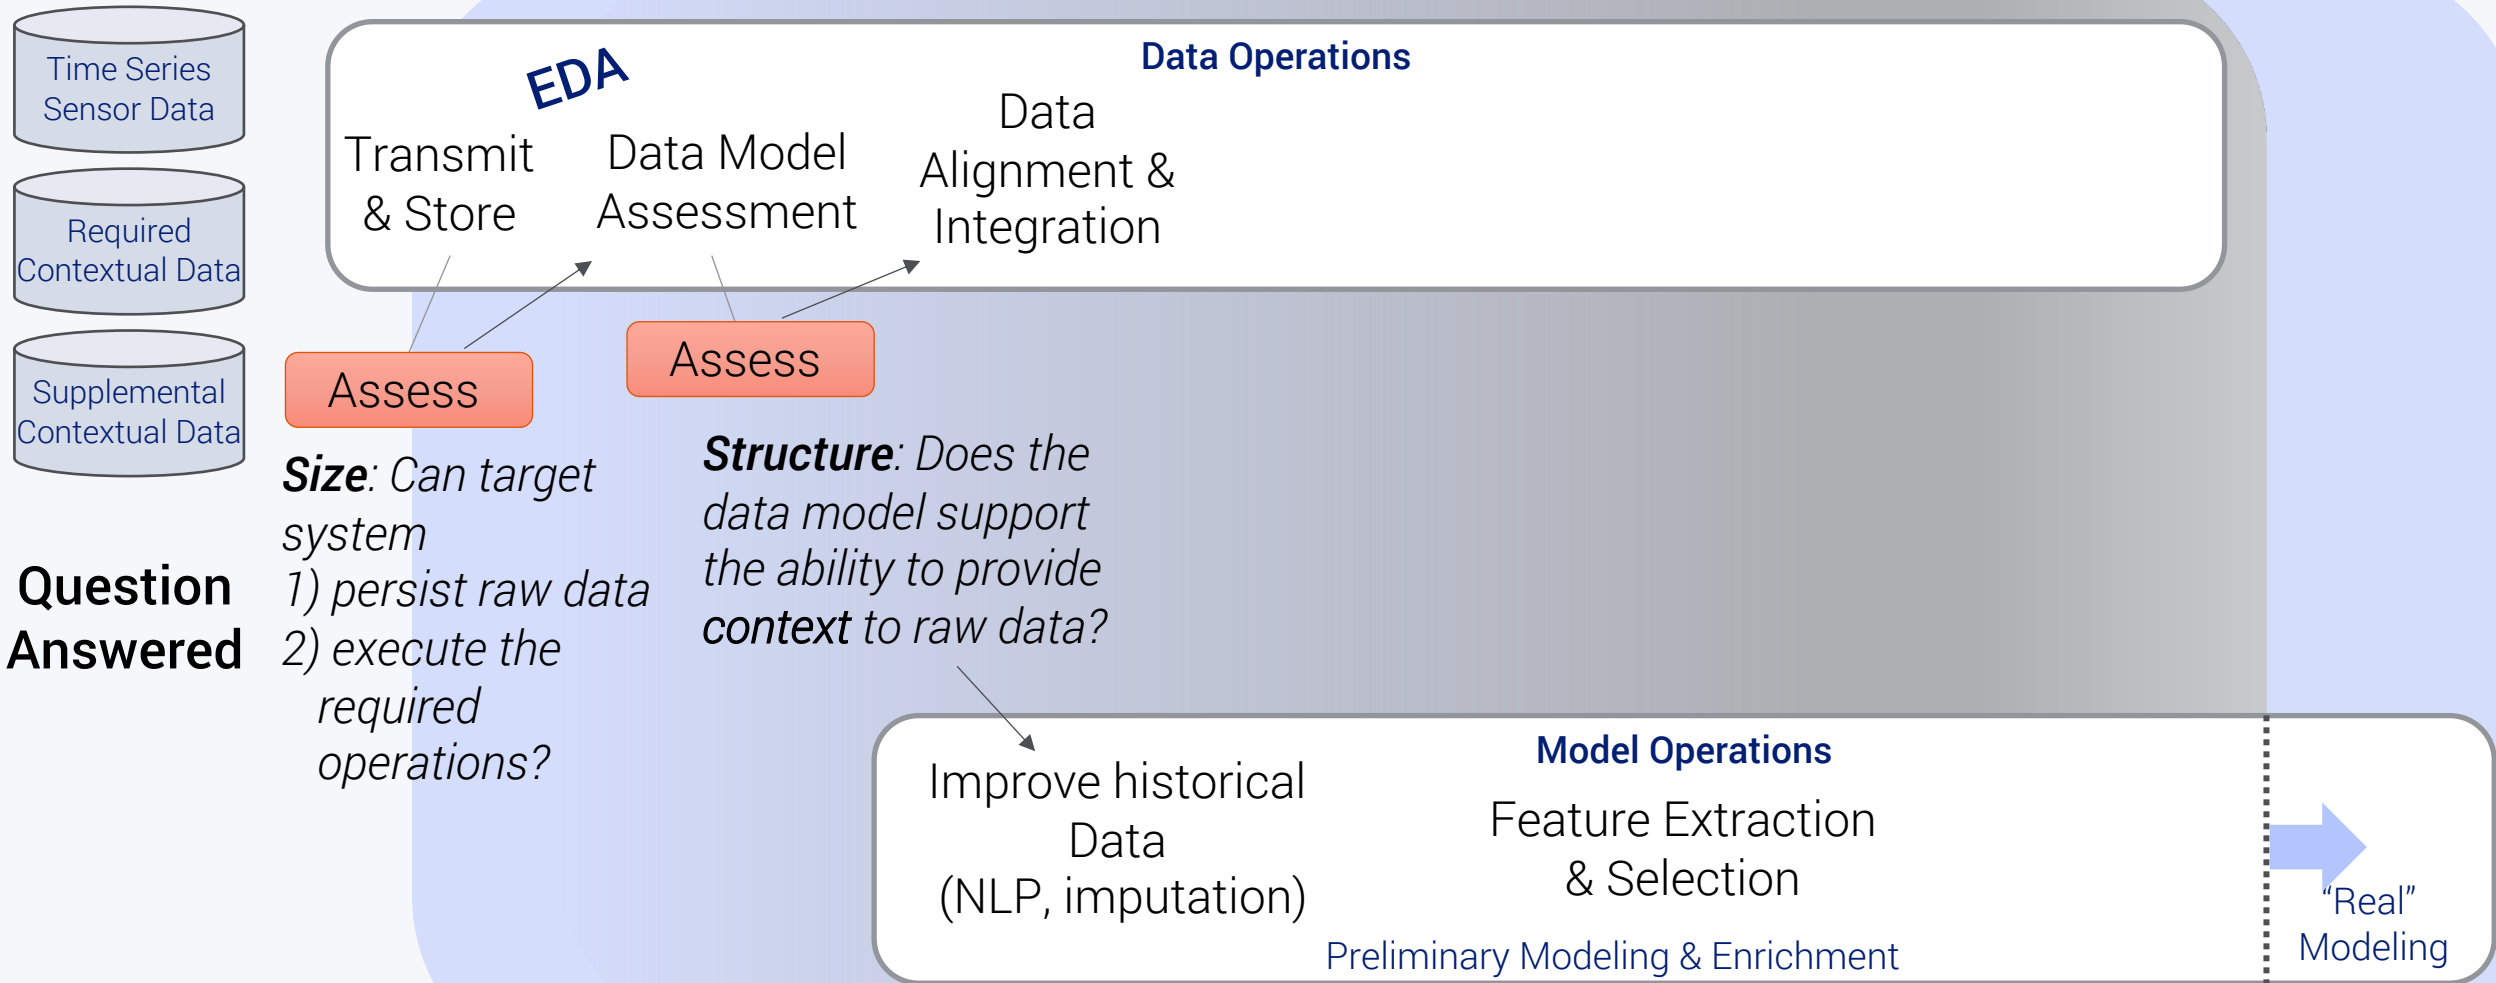 Time Series
Sensor Data
Required
Contextual Data
Supplemental
Contextual Data
Question
Answered
Data Operations
EDA
Transmit
& Store
Data Model
Assessment
Data
Alignment &
Integration
Assess
Assess
Size: Can target
system
1) persist raw data
2) execute the
required
operations?
Structure: Does the
data model support
the ability to provide
context to raw data?
Model Operations
Improve historical
Data
(NLP, imputation)
Feature Extraction
& Selection
Preliminary Modeling & Enrichment
“Real”
Modeling